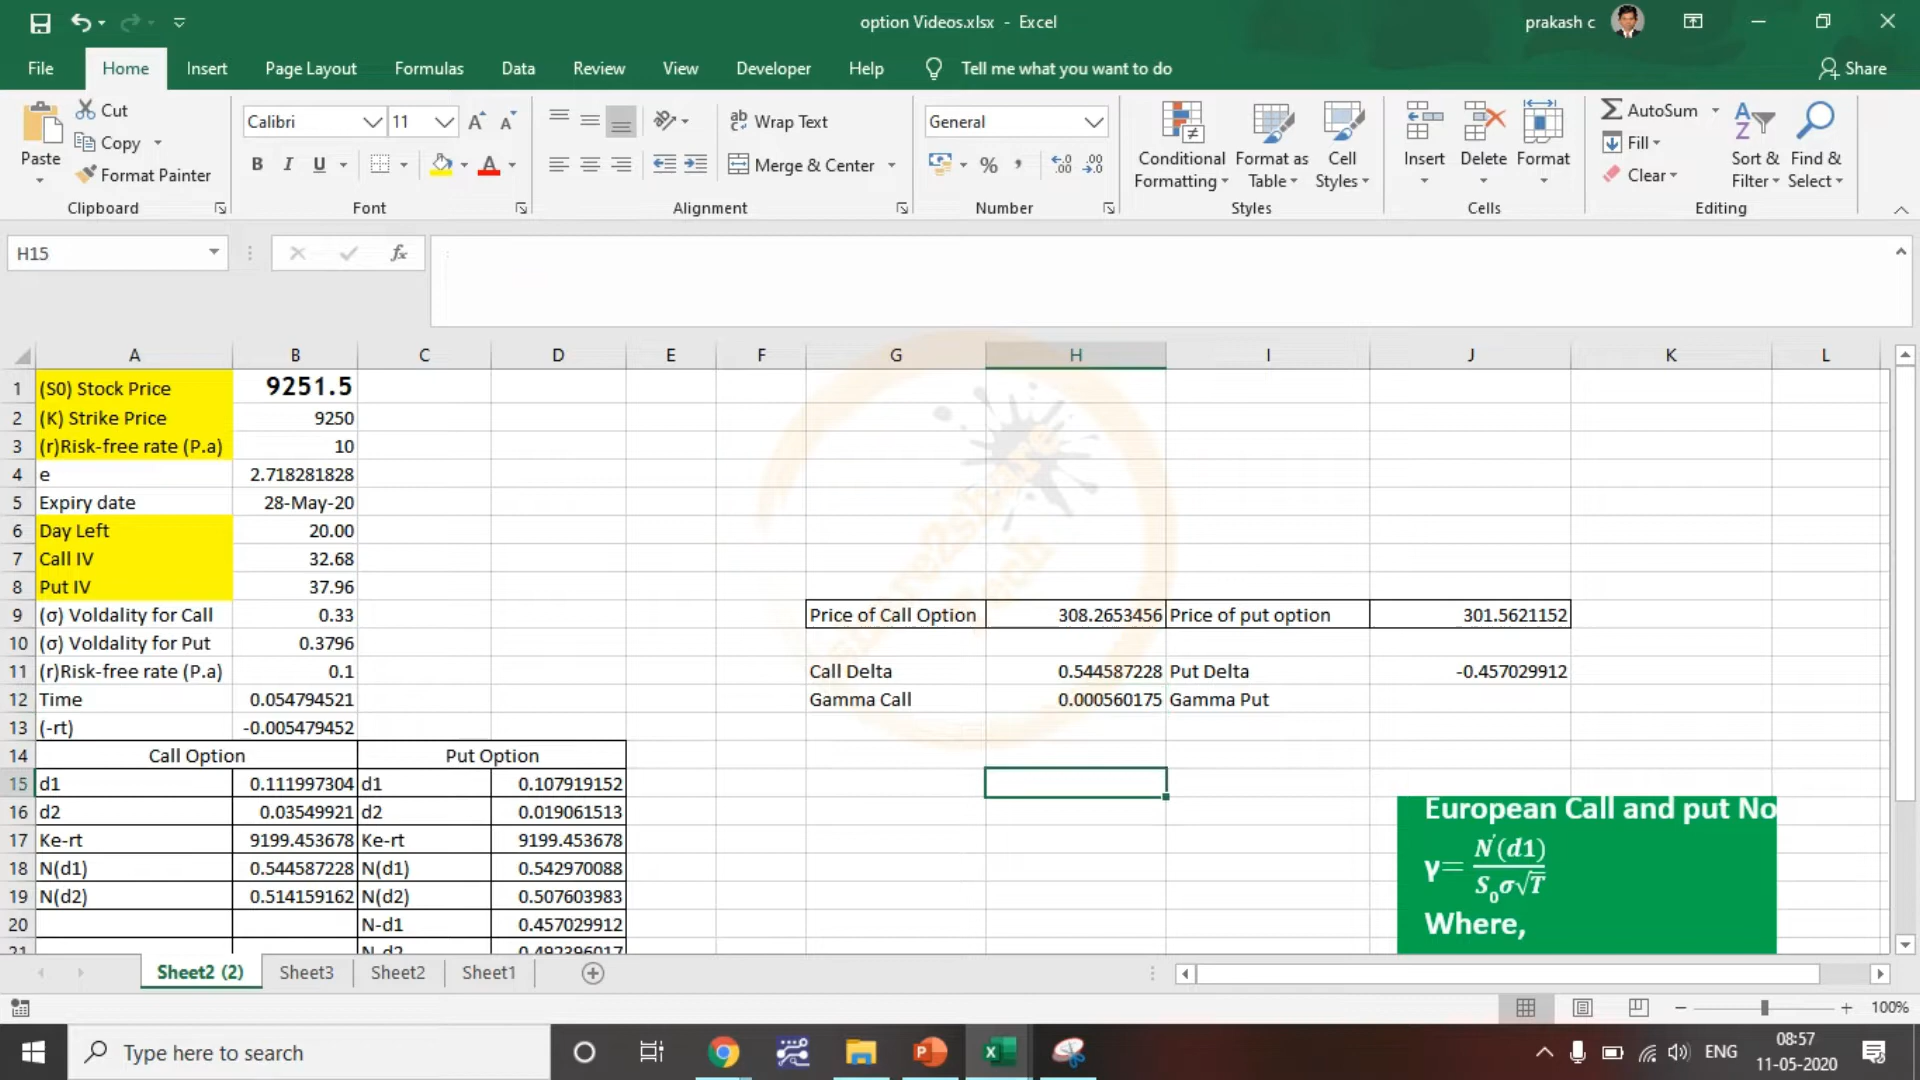 option Videos.xlsx - Excel
prakash c
File Home Insert Page Layout Formulas Data Review View Developer Help Tell me what you want to do Share
Paste
Cut
Copy
Format Painter
Clipboard
Calibri 11
B I U
Font
Wrap Text
Merge & Center
Alignment
General
Number
Conditional Formatting
Format as Table
Cell Styles
Styles
Insert
Delete
Format
Cells
AutoSum
Fill
Clear
Sort & Filter
Find & Select
Editing
H15 fx
A B C D E F G H I J K L
1 (S0) Stock Price 9251.5
2 (K) Strike Price 9250
3 (r)Risk-free rate (P.a) 10
4 e 2.718281828
5 Expiry date 28-May-20
6 Day Left 20.00
7 Call IV 32.68
8 Put IV 37.96
9 (σ) Voldality for Call 0.33 Price of Call Option 308.2653456 Price of put option 301.5621152
10 (σ) Voldality for Put 0.3796
11 (r)Risk-free rate (P.a) 0.1 Call Delta 0.544587228 Put Delta -0.457029912
12 Time 0.054794521 Gamma Call 0.000560175 Gamma Put
13 (-rt) -0.005479452
14 Call Option Put Option
15 d1 0.111997304 d1 0.107919152
16 d2 0.03549921 d2 0.019061513
17 Ke-rt 9199.453678 Ke-rt 9199.453678
18 N(d1) 0.544587228 N(d1) 0.542970088
19 N(d2) 0.514159162 N(d2) 0.507603983
20 N-d1 0.457029912
21 N-d2 0.492396017
European Call and put No
γ= N'(d1) / S0σ√T
Where,
Sheet2 (2) Sheet3 Sheet2 Sheet1
100%
Type here to search
ENG
08:57
11-05-2020